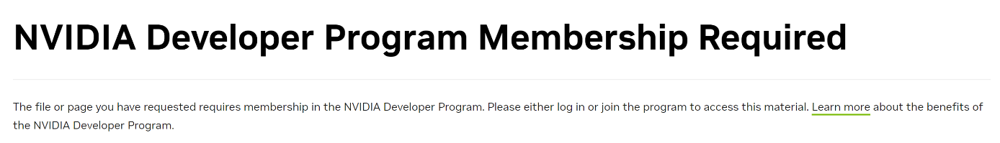 NVIDIA Developer Program Membership Required
The file or page you have requested requires membership in the NVIDIA Developer Program. Please either log in or join the program to access this material. Learn more about the benefits of
the NVIDIA Developer Program.